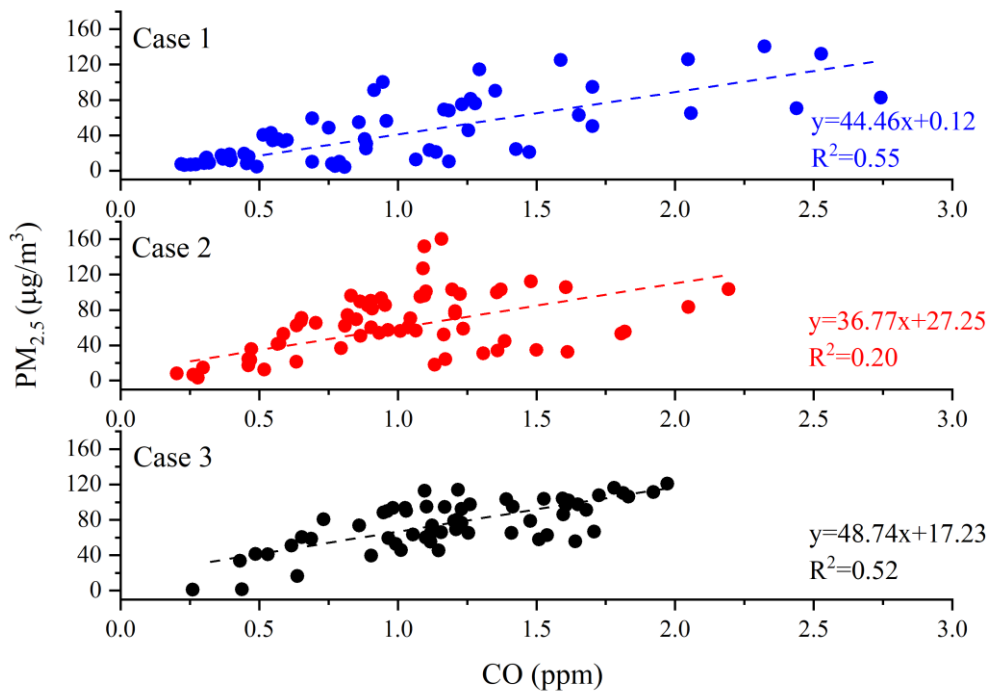 Case 1
160
120
80
40
0
y=44.46x+0.12
R²=0.55
0.0 0.5 1.0 1.5 2.0 2.5 3.0
Case 2
160
120
80
40
0
y=36.77x+27.25
R²=0.20
0.0 0.5 1.0 1.5 2.0 2.5 3.0
Case 3
160
120
80
40
0
y=48.74x+17.23
R²=0.52
0.0 0.5 1.0 1.5 2.0 2.5 3.0
PM₂.₅ (μg/m³)
CO (ppm)